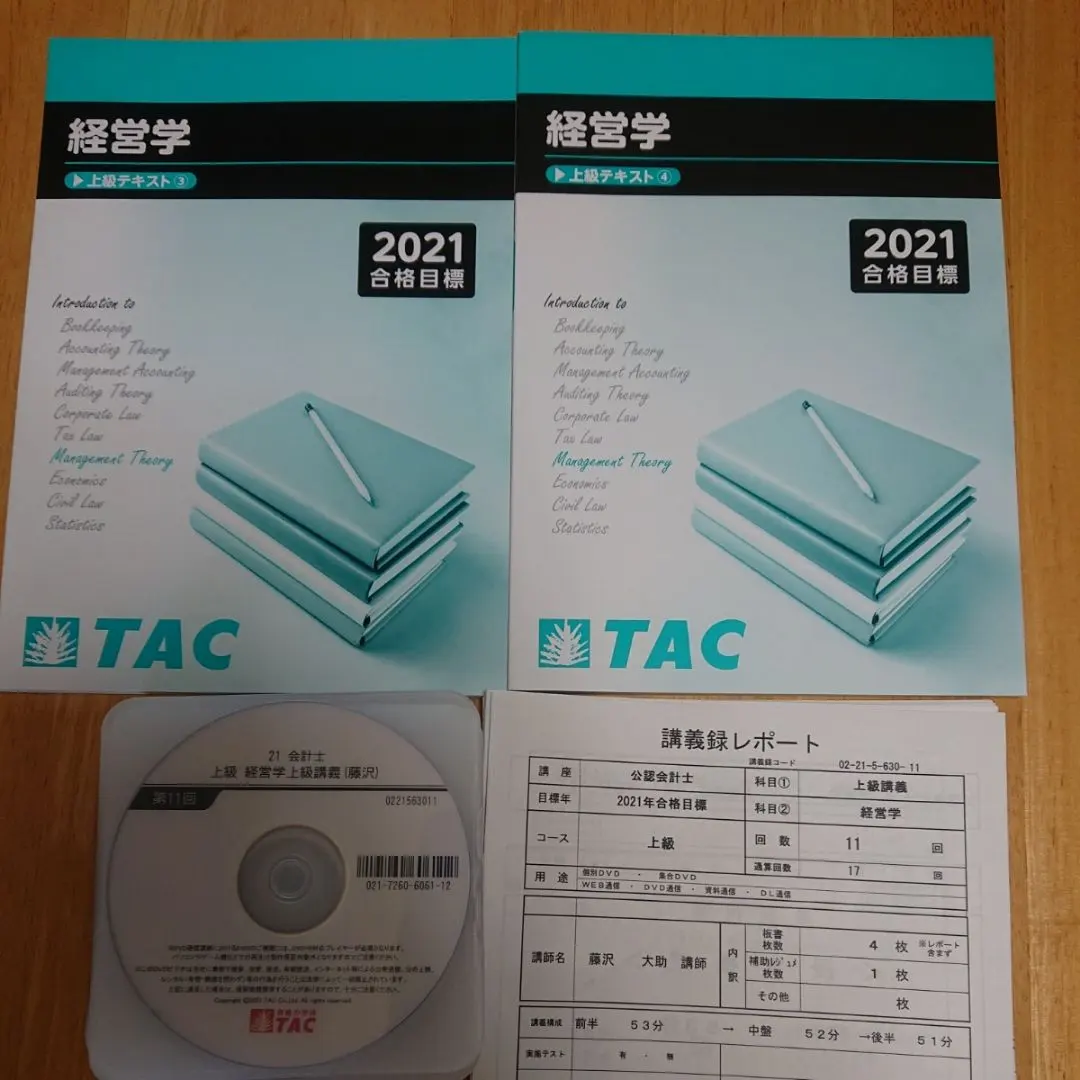 経営学
▶上級テキスト③
2021
合格目標
Introduction to
Bookkeeping
Accounting Theory
Management Accounting
Auditing Theory
Corporate Law
Tax Law
Management Theory
Economics
Civil Law
Statistics
TAC
経営学
▶上級テキスト④
2021
合格目標
Introduction to
Bookkeeping
Accounting Theory
Management Accounting
Auditing Theory
Corporate Law
Tax Law
Management Theory
Economics
Civil Law
Statistics
TAC
21 会計士
上級 経営学上級講義(藤沢)
第11回
0221563011
021-7260-6061-12
TAC
講義録レポート
講義録コード 02-21-5-630-11
講座 公認会計士 科目① 上級講義
目標年 2021年合格目標 科目② 経営学
コース 上級 回数 11 回
通算回数 17 回
用途 個別DVD ・ 集合DVD
WEB通信 ・ DVD通信 ・ 資料通信 ・ DL通信
講師名 藤沢 大助 講師 内訳
板書枚数 4 枚 ※レポート含まず
補助レジュメ枚数 1 枚
その他 枚
講義構成 前半 53分 → 中盤 52分 →後半 51分
実施テスト 有 ・ 無